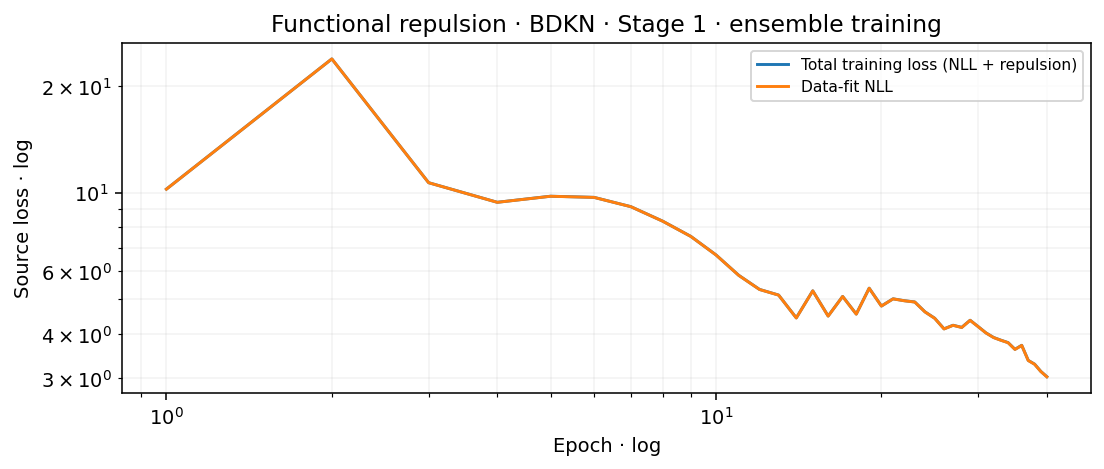 Functional repulsion · BDKN · Stage 1 · ensemble training
Total training loss (NLL + repulsion)
Data-fit NLL
Source loss · log
2 × 10¹
10¹
6 × 10⁰
4 × 10⁰
3 × 10⁰
10⁰
10¹
Epoch · log